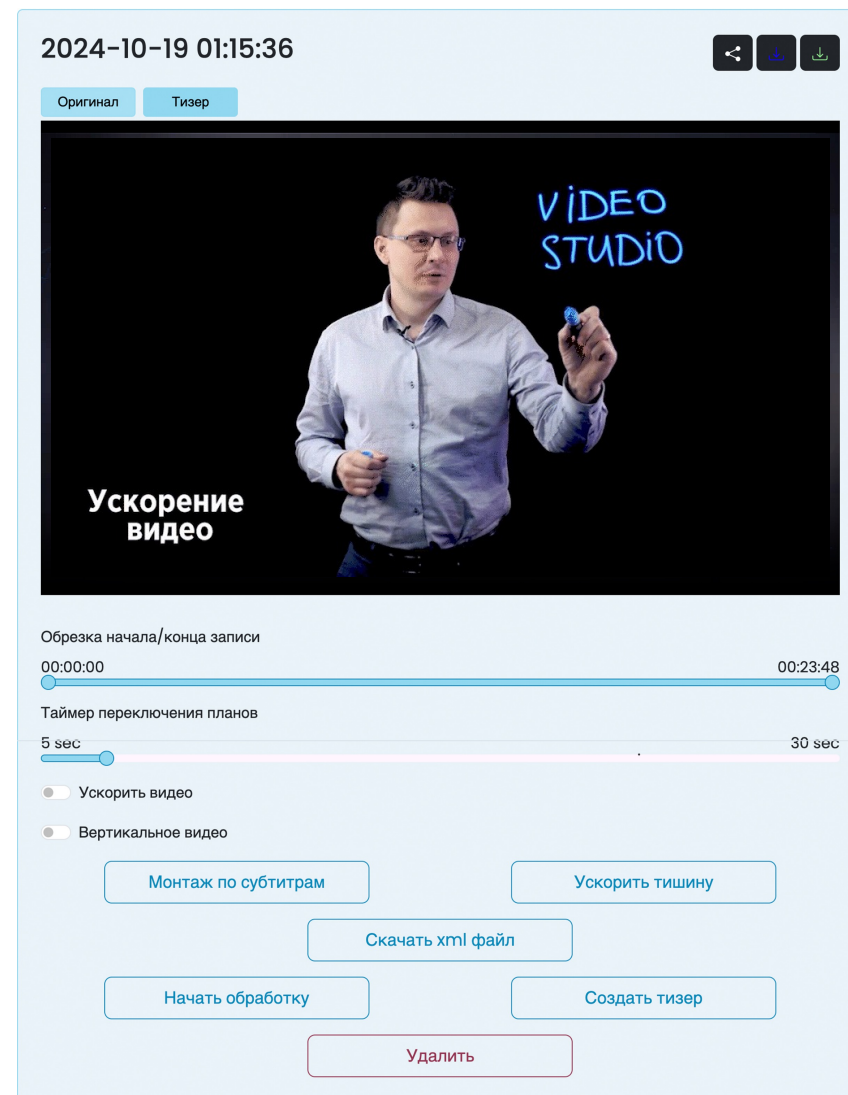 2024-10-19 01:15:36
Оригинал Тизер
ViDEO
STUDiO
Ускорение
видео
Обрезка начала/конца записи
00:00:00 00:23:48
Таймер переключения планов
5 sec 30 sec
Ускорить видео
Вертикальное видео
Монтаж по субтитрам Ускорить тишину
Скачать xml файл
Начать обработку Создать тизер
Удалить